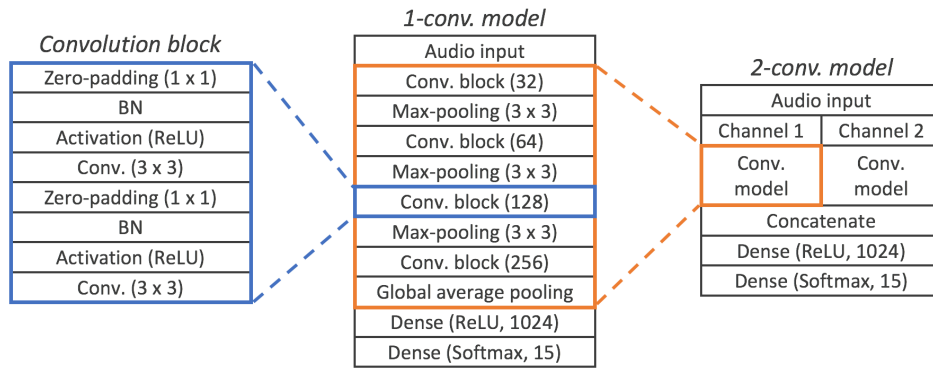 Convolution block
Zero-padding (1 x 1)
BN
Activation (ReLU)
Conv. (3 x 3)
Zero-padding (1 x 1)
BN
Activation (ReLU)
Conv. (3 x 3)
1-conv. model
Audio input
Conv. block (32)
Max-pooling (3 x 3)
Conv. block (64)
Max-pooling (3 x 3)
Conv. block (128)
Max-pooling (3 x 3)
Conv. block (256)
Global average pooling
Dense (ReLU, 1024)
Dense (Softmax, 15)
2-conv. model
Audio input
Channel 1 Channel 2
Conv. Conv.
model model
Concatenate
Dense (ReLU, 1024)
Dense (Softmax, 15)